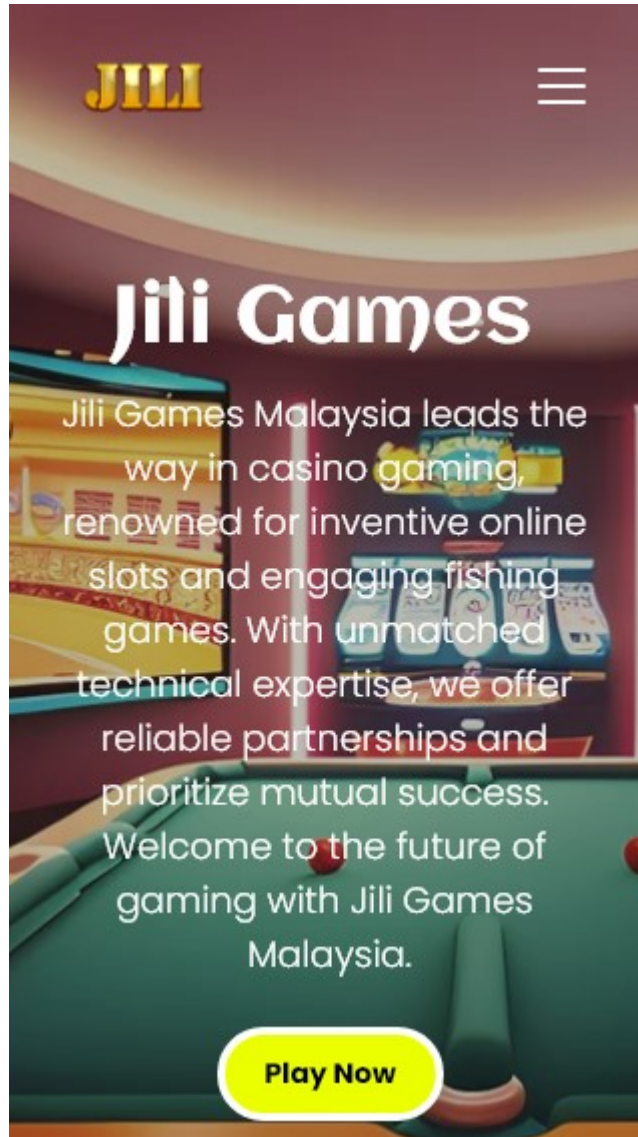 JILI
Jili Games
Jili Games Malaysia leads the
way in casino gaming,
renowned for inventive online
slots and engaging fishing
games. With unmatched
technical expertise, we offer
reliable partnerships and
prioritize mutual success.
Welcome to the future of
gaming with Jili Games
Malaysia.
Play Now